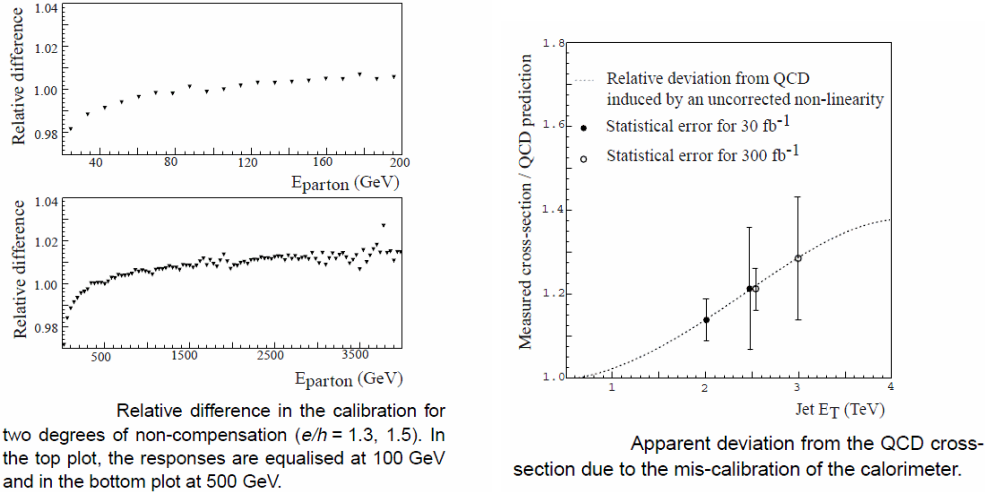 1.04
1.02
1.00
0.98
Relative difference
40
80
120
160
200
Eparton (GeV)
1.04
1.02
1.00
0.98
Relative difference
500
1500
2500
3500
Eparton (GeV)
Relative difference in the calibration for
two degrees of non-compensation (e/h = 1.3, 1.5). In
the top plot, the responses are equalised at 100 GeV
and in the bottom plot at 500 GeV.
1.8
1.6
1.4
1.2
1.0
Measured cross-section / QCD prediction
Relative deviation from QCD
induced by an uncorrected non-linearity
Statistical error for 30 fb-1
Statistical error for 300 fb-1
1
2
3
4
Jet ET (TeV)
Apparent deviation from the QCD cross-
section due to the mis-calibration of the calorimeter.